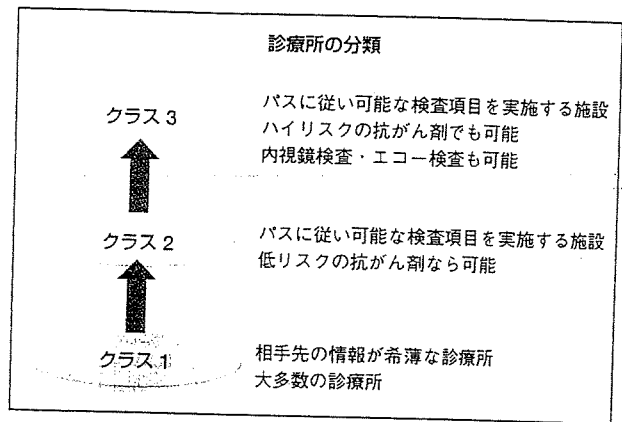 診療所の分類
クラス 3
パスに従い可能な検査項目を実施する施設
ハイリスクの抗がん剤でも可能
内視鏡検査・エコー検査も可能
クラス 2
パスに従い可能な検査項目を実施する施設
低リスクの抗がん剤なら可能
クラス 1
相手先の情報が希薄な診療所
大多数の診療所